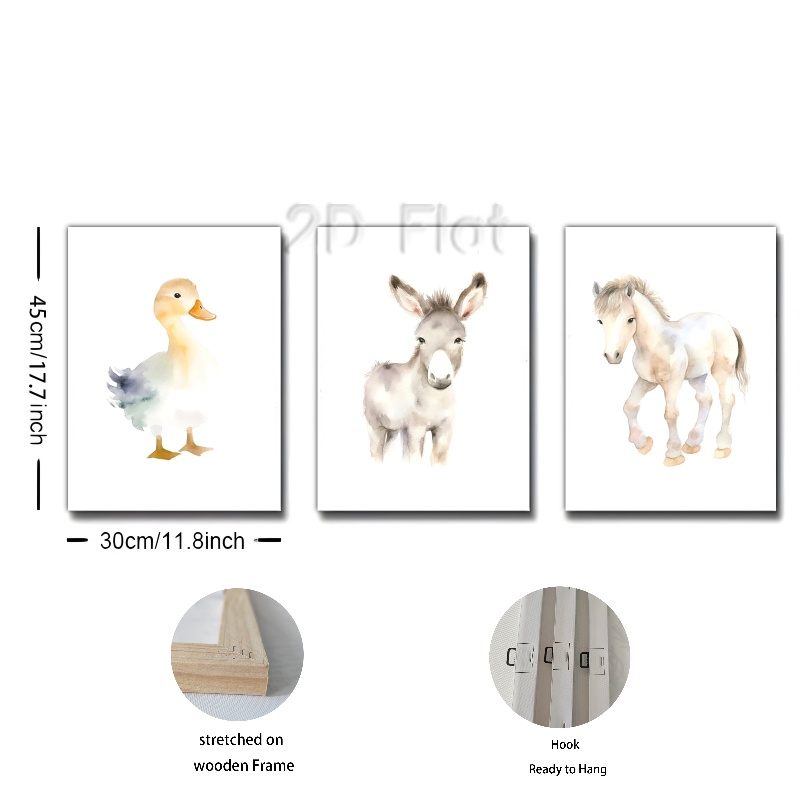 2D Flat
45cm/17.7inch
30cm/11.8inch
stretched on
wooden Frame
Hook
Ready to Hang